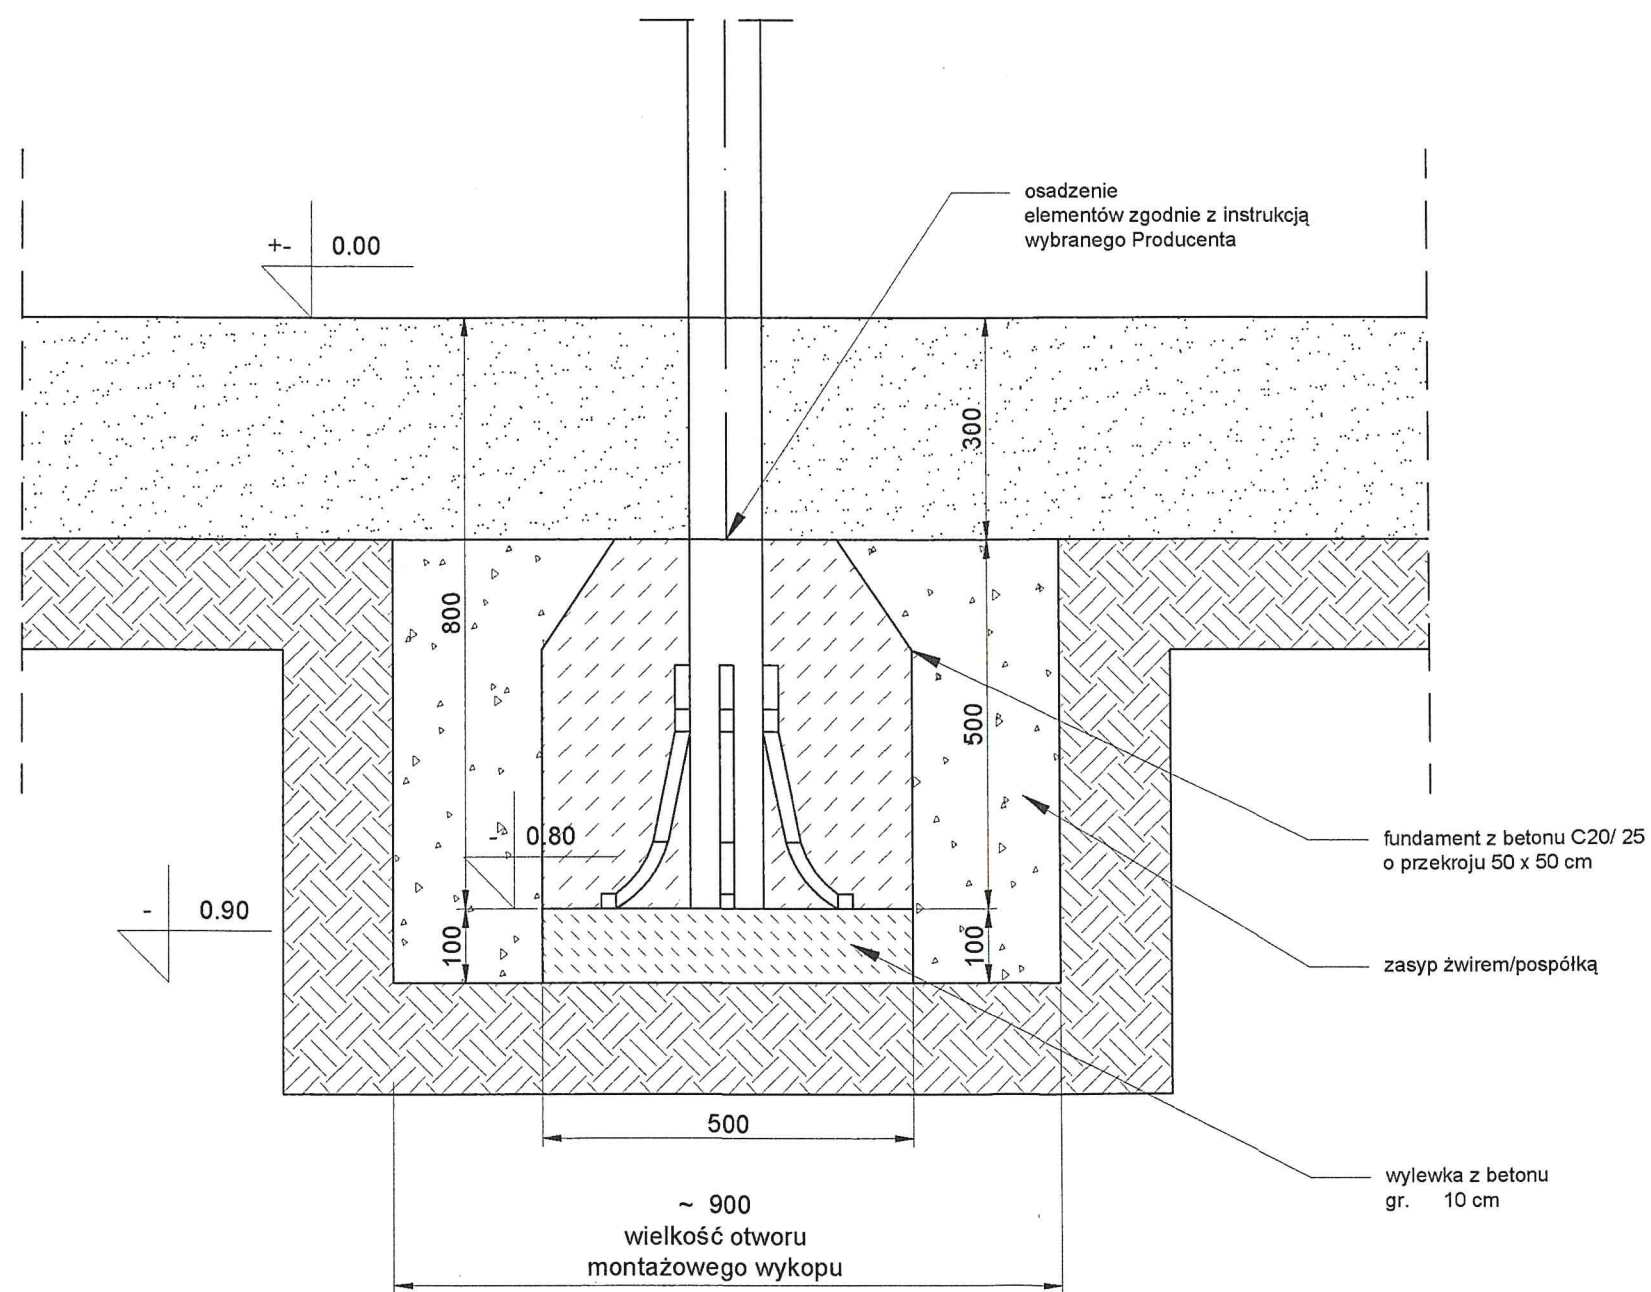 +- 0.00
osadzenie
elementów zgodnie z instrukcją
wybranego Producenta
300
800
500
- 0.80
fundament z betonu C20/ 25
o przekroju 50 x 50 cm
- 0.90
100
100
zasyp żwirem/pospółką
500
wylewka z betonu
gr. 10 cm
~ 900
wielkość otworu
montażowego wykopu